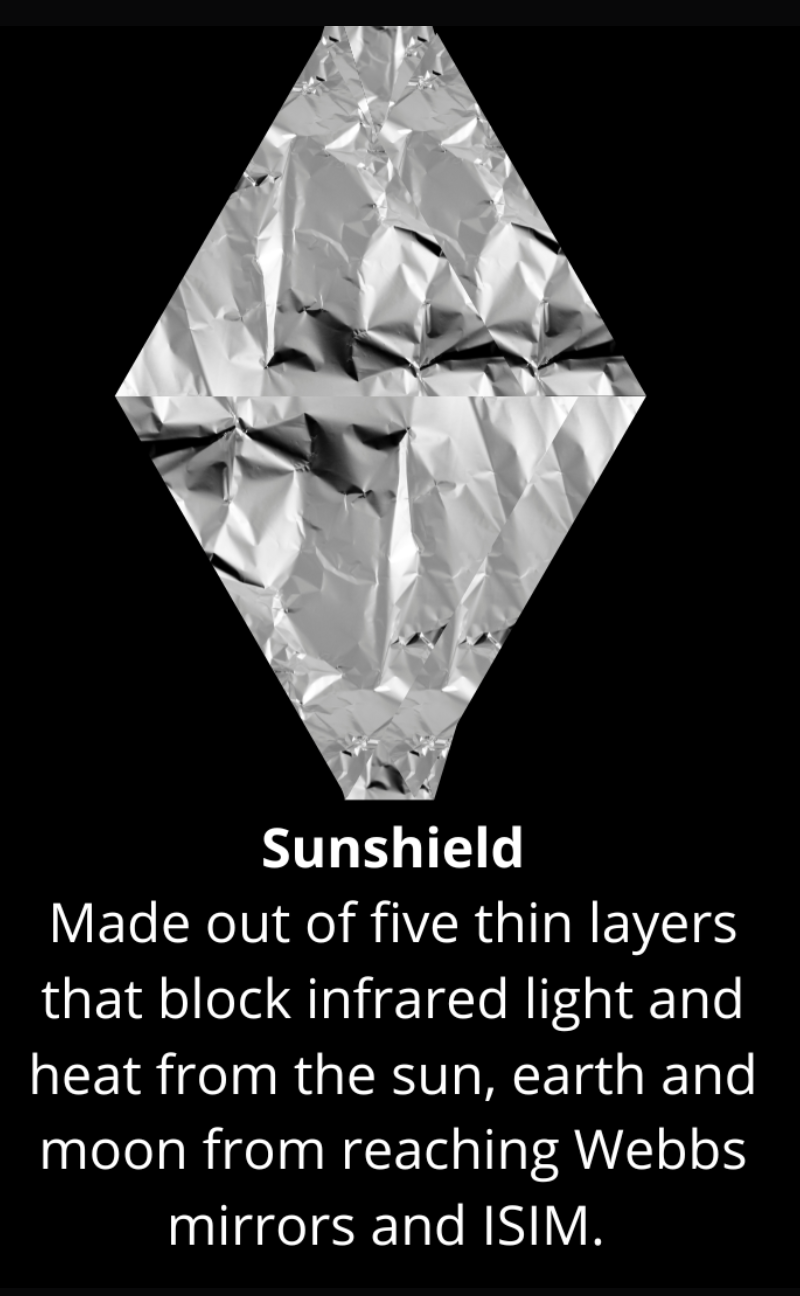 Sunshield
Made out of five thin layers
that block infrared light and
heat from the sun, earth and
moon from reaching Webbs
mirrors and ISIM.